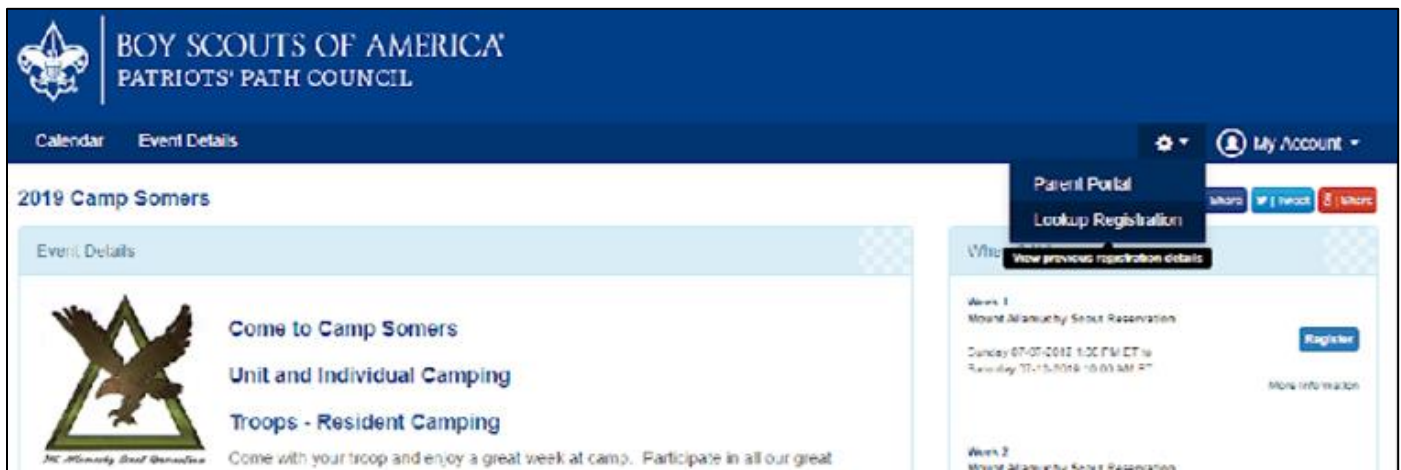 BOY SCOUTS OF AMERICA®
PATRIOTS' PATH COUNCIL
Calendar Event Details
My Account
Parent Portal
Lookup Registration
View previous registration details
Share Tweet Share
2019 Camp Somers
Event Details
Come to Camp Somers
Unit and Individual Camping
Troops - Resident Camping
Come with your troop and enjoy a great week at camp. Participate in all our great
Week 1
Mount Allamuchy Scout Reservation
Register
More Information
Week 2
Mount Allamuchy Scout Reservation